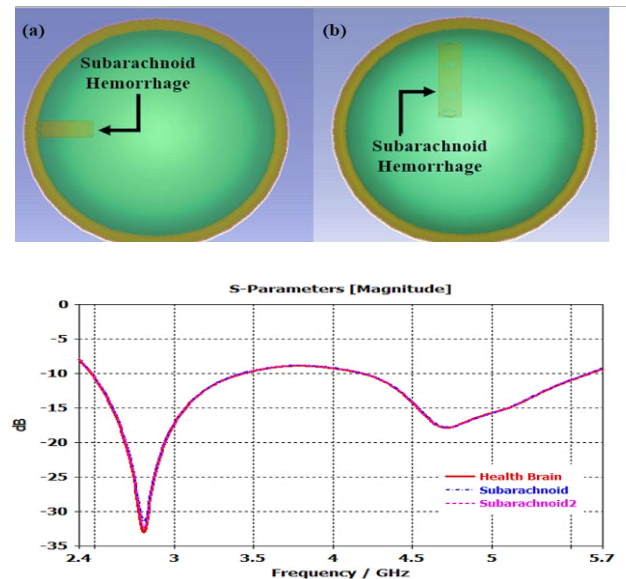 (a)
Subarachnoid
Hemorrhage
(b)
Subarachnoid
Hemorrhage
S-Parameters [Magnitude]
0
-5
-10
-15
-20
-25
-30
-35
dB
Health Brain
Subarachnoid
Subarachnoid2
2.4 3 3.5 4 4.5 5 5.7
Frequency / GHz